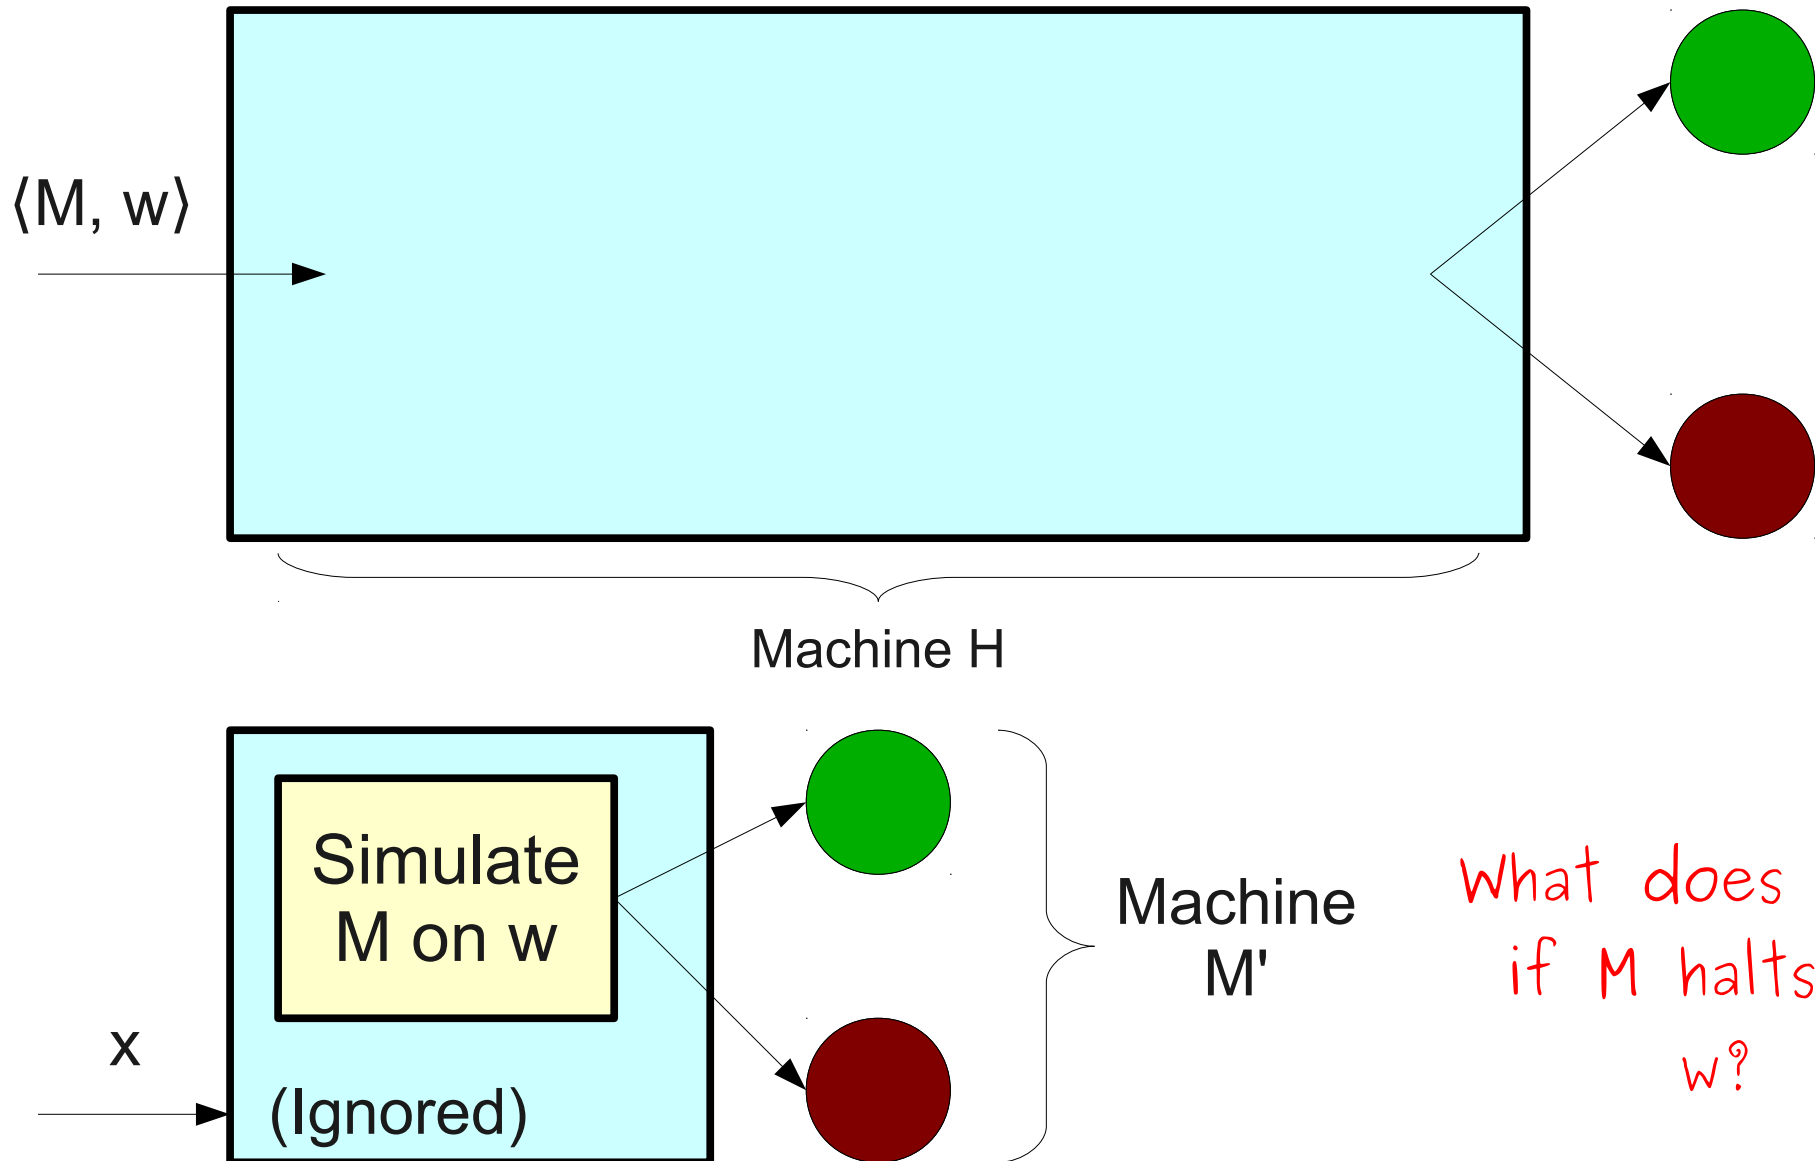 ⟨M, w⟩
Machine H
Simulate
M on w
x
(Ignored)
Machine
M'
What does
if M halts
w?